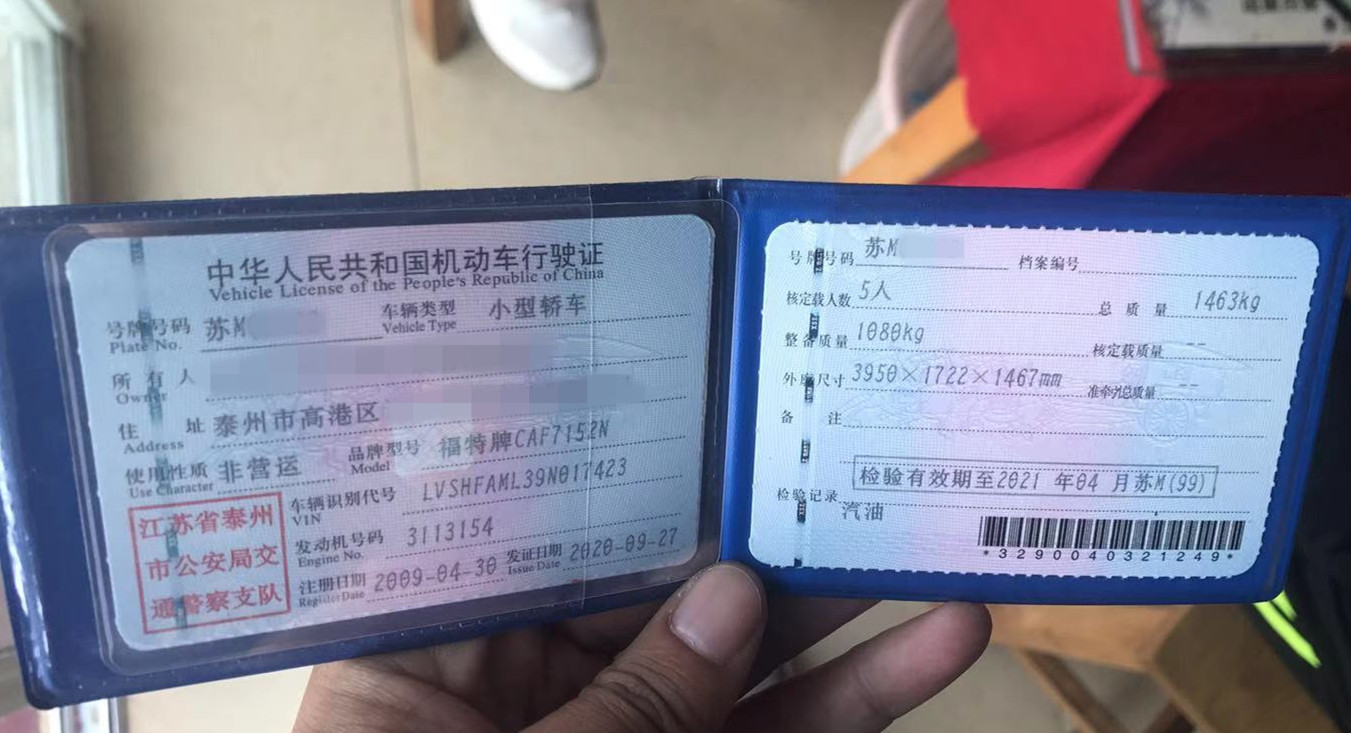 中华人民共和国机动车行驶证
Vehicle License of the People's Republic of China
号牌号码 苏M 车辆类型 小型轿车
Plate No. Vehicle Type
所有人
Owner
住址 泰州市高港区
Address
使用性质 非营运 品牌型号 福特牌CAF7152N
Use Character Model
车辆识别代号 LVSHFAML39N017423
VIN
发动机号码 3113154
Engine No.
注册日期 2009-04-30 发证日期 2020-09-27
Register Date Issue Date
江苏省泰州
市公安局交
通警察支队
号牌号码 苏M 档案编号
核定载人数 5人 总质量 1463kg
整备质量 1080kg 核定载质量 --
外廓尺寸 3950×1722×1467mm 准牵引总质量 --
备注
检验有效期至2021 年04 月苏M(99)
检验记录
汽油
*3290040321249*